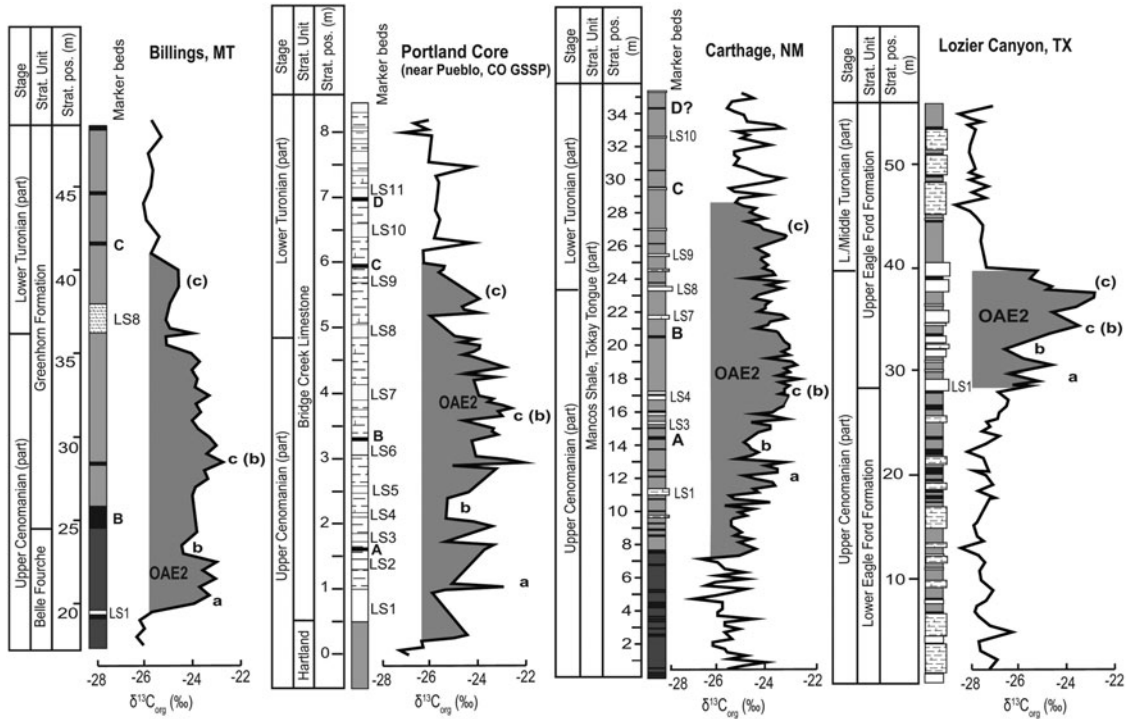 Billings, MT
Stage
Strat. Unit
Strat. pos. (m)
Marker beds
Lower Turonian (part)
Upper Cenomanian (part)
Greenhorn Formation
Belle Fourche
45
40
35
30
25
20
C
LS8
B
LS1
(c)
c (b)
b
OAE2
a
-28 -26 -24 -22
δ¹³Corg (‰)
Portland Core
(near Pueblo, CO GSSP)
Stage
Strat. Unit
Strat. pos. (m)
Marker beds
Lower Turonian (part)
Upper Cenomanian (part)
Bridge Creek Limestone
Hartland
8
7
6
5
4
3
2
1
0
LS11
D
LS10
C
LS9
LS8
LS7
B
LS6
LS5
LS4
LS3
A
LS2
LS1
(c)
OAE2
c (b)
b
a
-28 -26 -24 -22
δ¹³Corg (‰)
Carthage, NM
Stage
Strat. Unit
Strat. pos.
(m)
Marker beds
Lower Turonian (part)
Upper Cenomanian (part)
Mancos Shale, Tokay Tongue (part)
34
32
30
28
26
24
22
20
18
16
14
12
10
8
6
4
2
D?
LS10
C
LS9
LS8
LS7
B
LS4
LS3
A
LS1
(c)
OAE2
c (b)
b
a
-28 -26 -24 -22
δ¹³Corg (‰)
Lozier Canyon, TX
Stage
Strat. Unit
Strat. pos.
(m)
L./Middle Turonian (part)
Upper Cenomanian (part)
Upper Eagle Ford Formation
Lower Eagle Ford Formation
50
40
30
20
10
LS1
(c)
OAE2
c (b)
b
a
-28 -26 -24 -22
δ¹³Corg (‰)